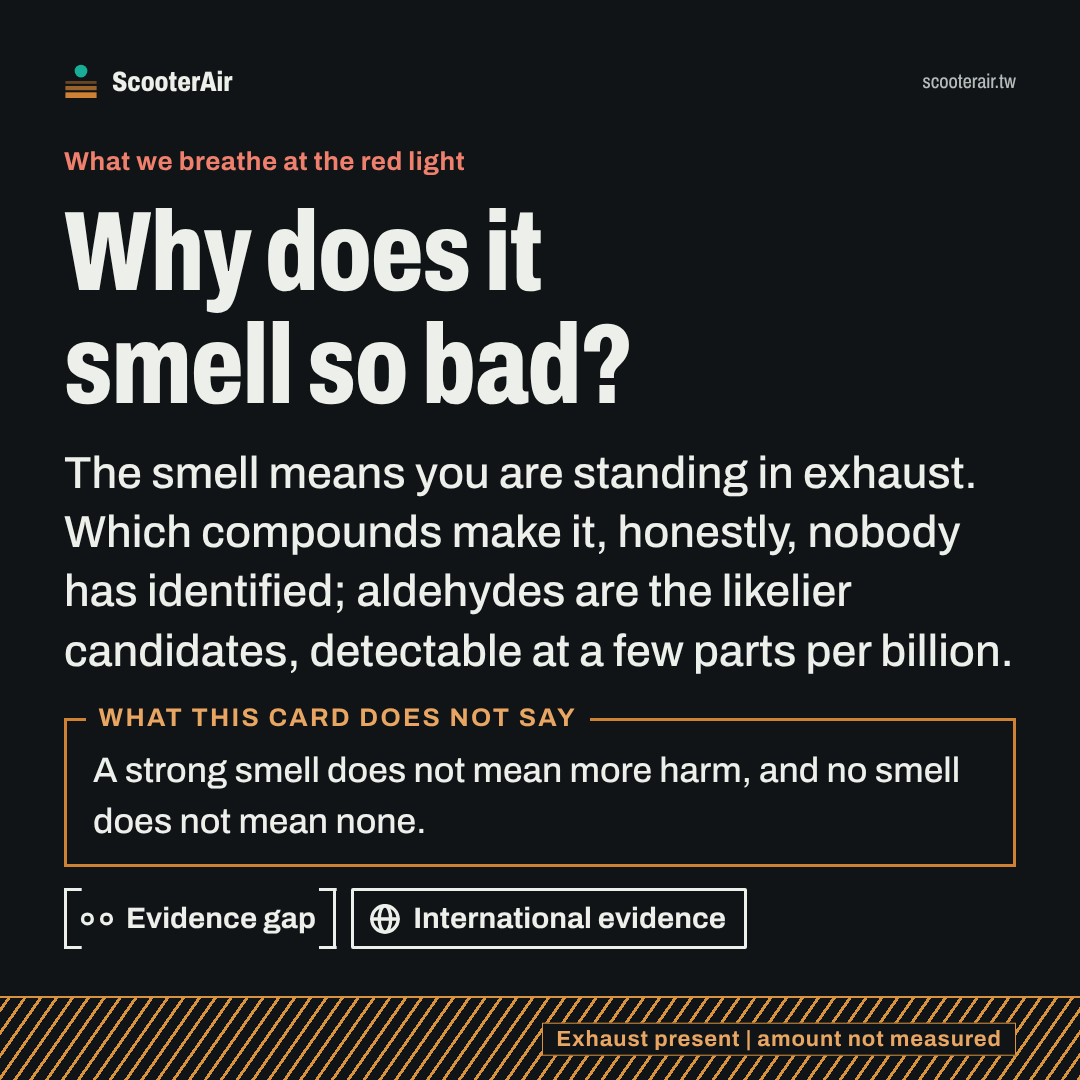 ScooterAir
scooterair.tw
What we breathe at the red light
Why does it
smell so bad?
The smell means you are standing in exhaust.
Which compounds make it, honestly, nobody
has identified; aldehydes are the likelier
candidates, detectable at a few parts per billion.
WHAT THIS CARD DOES NOT SAY
A strong smell does not mean more harm, and no smell
does not mean none.
Evidence gap
International evidence
Exhaust present | amount not measured